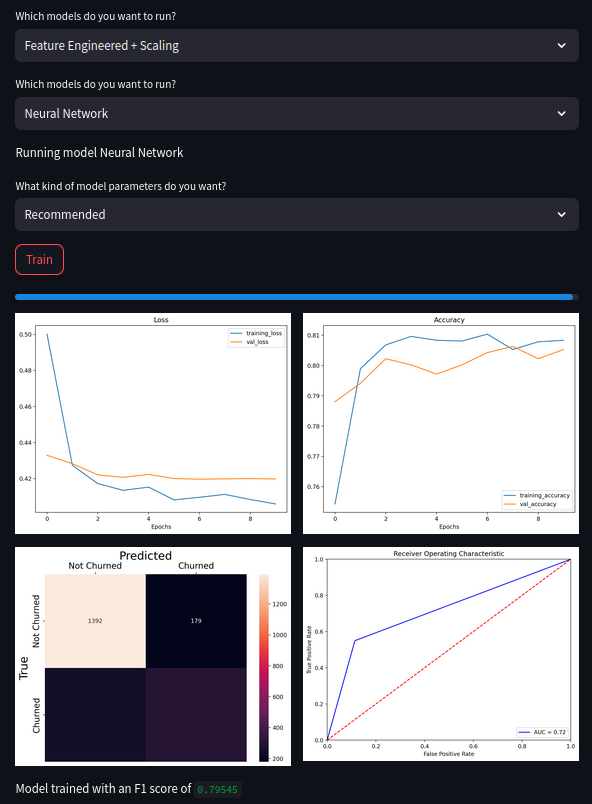 Which models do you want to run?
Feature Engineered + Scaling
Which models do you want to run?
Neural Network
Running model Neural Network
What kind of model parameters do you want?
Recommended
Train
Loss
training_loss
val_loss
0.50
0.48
0.46
0.44
0.42
0 2 4 6 8
Epochs
Accuracy
0.81
0.80
0.79
0.78
0.77
0.76
training_accuracy
val_accuracy
0 2 4 6 8
Epochs
Predicted
Not Churned Churned
True
Not Churned
Churned
1392 179
1200
1000
800
600
400
200
Receiver Operating Characteristic
True Positive Rate
1.0
0.8
0.6
0.4
0.2
0.0
AUC = 0.72
0.0 0.2 0.4 0.6 0.8 1.0
False Positive Rate
Model trained with an F1 score of 0.79545